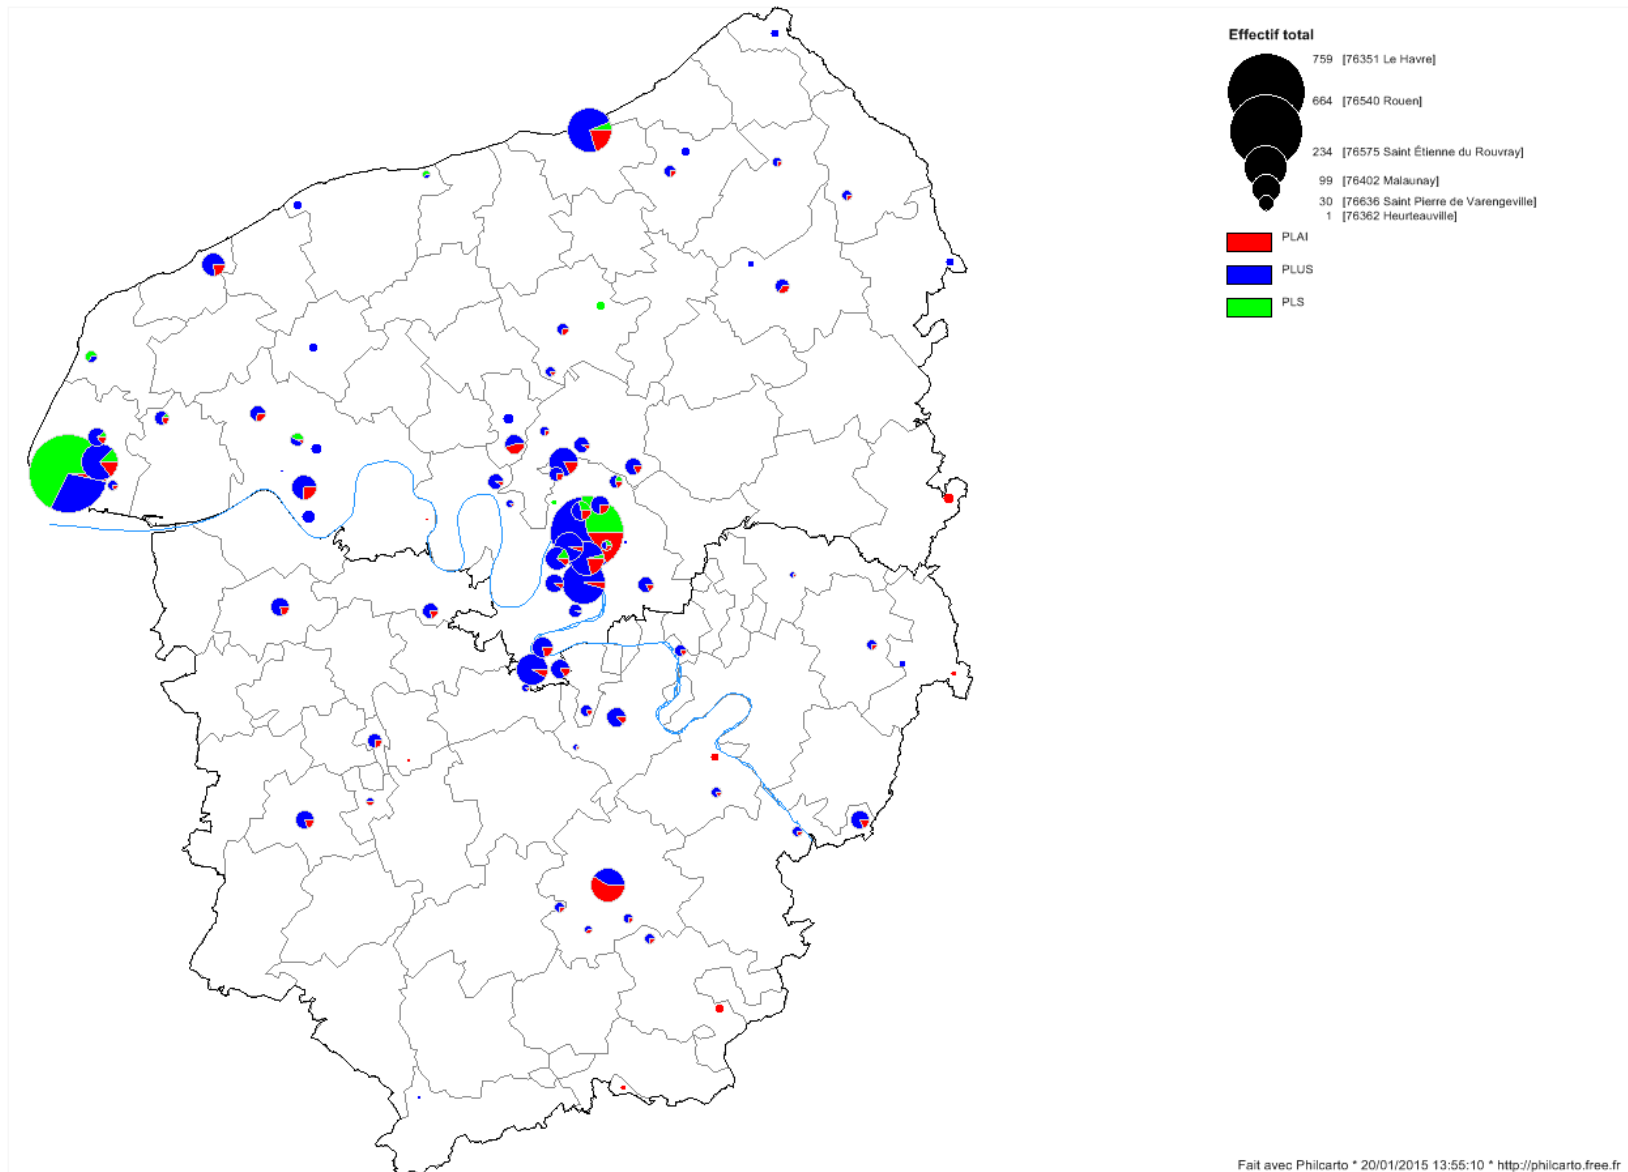 Effectif total
759 [76351 Le Havre]
664 [76540 Rouen]
234 [76575 Saint Étienne du Rouvray]
99 [76402 Malaunay]
30 [76636 Saint Pierre de Varengeville]
1 [76362 Heurteauville]
PLAI
PLUS
PLS
Fait avec Philcarto * 20/01/2015 13:55:10 * http://philcarto.free.fr